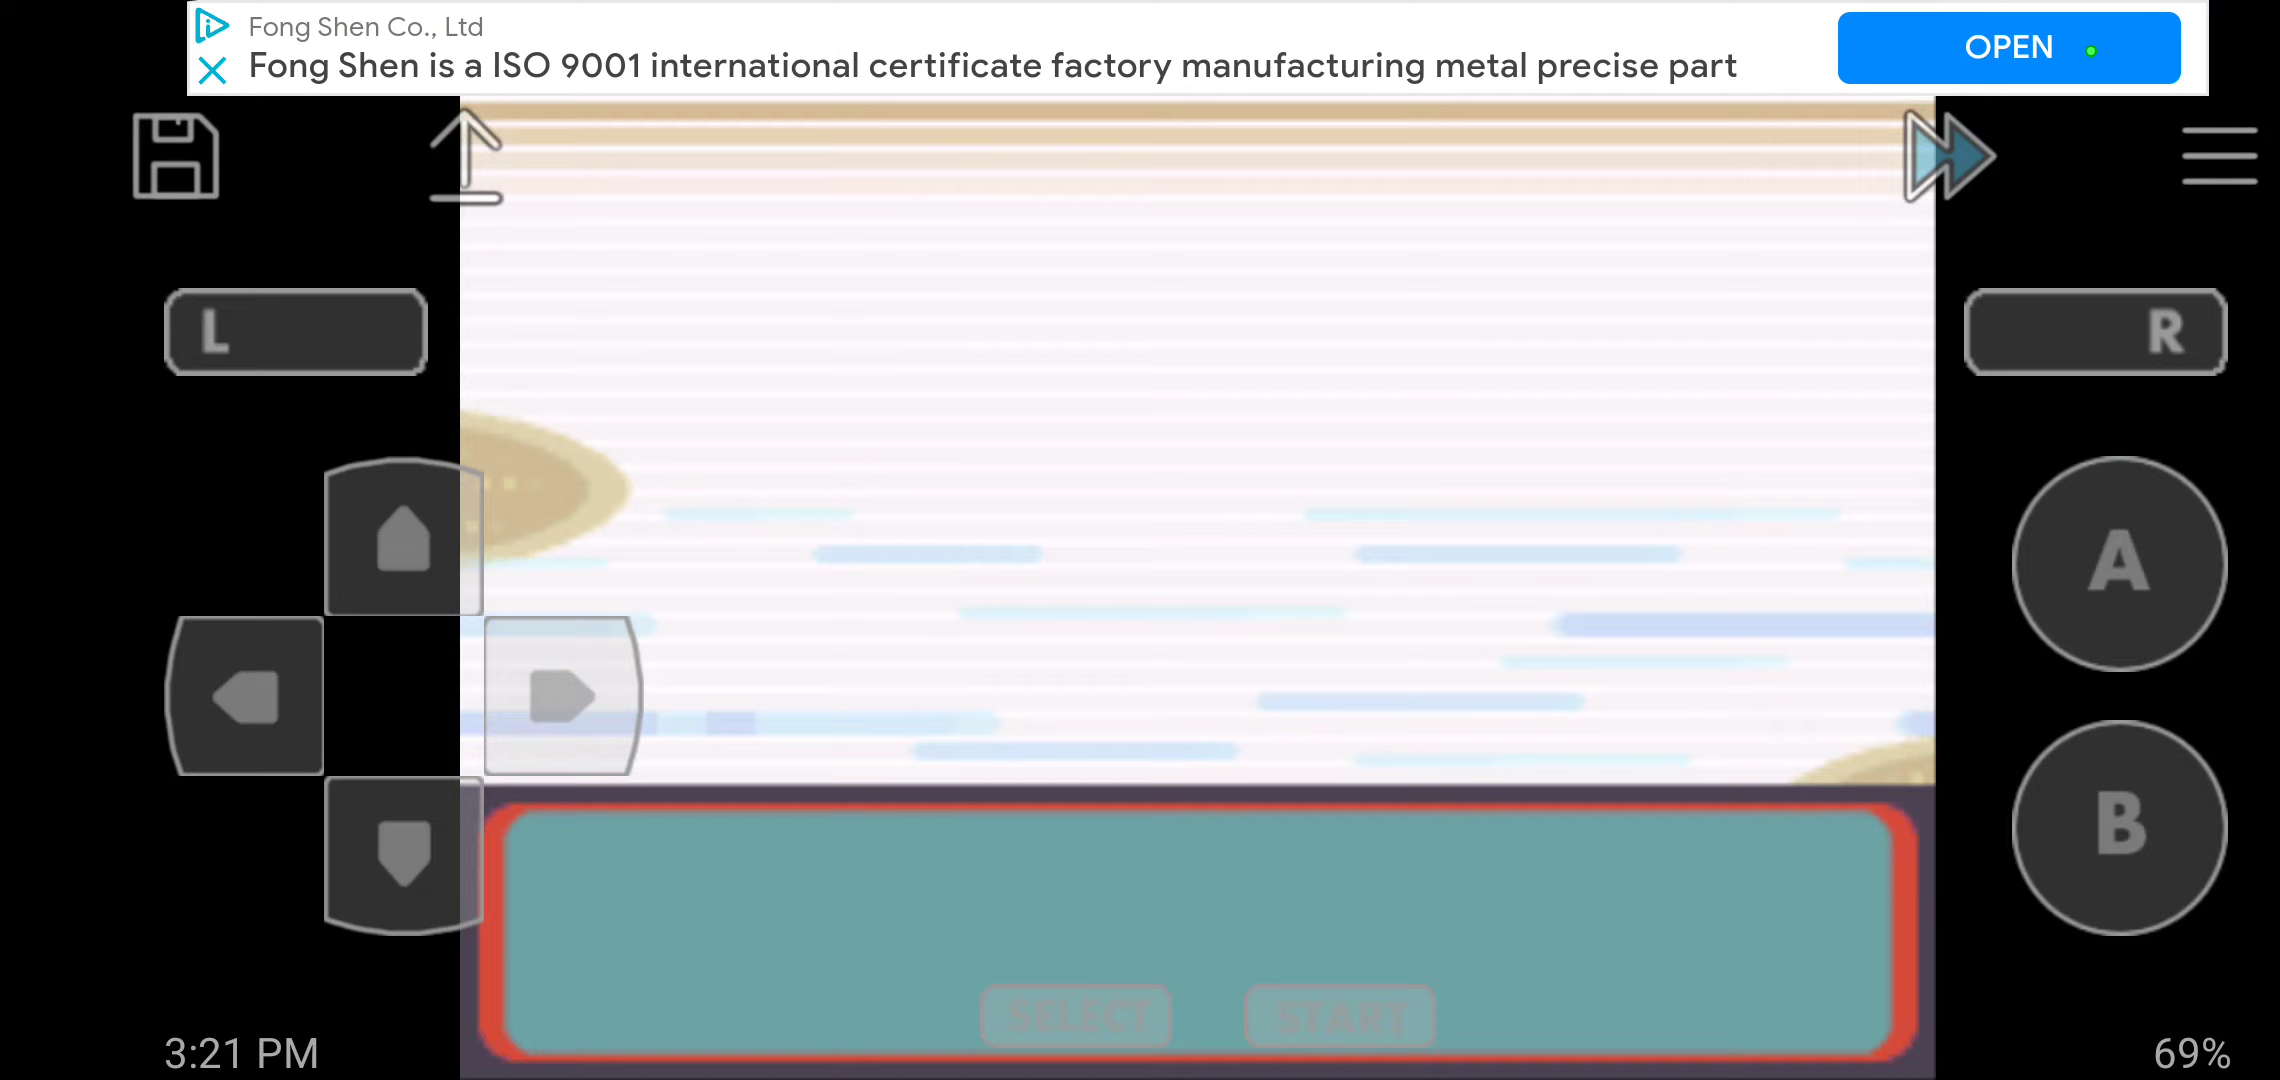 Fong Shen Co., Ltd
Fong Shen is a ISO 9001 international certificate factory manufacturing metal precise part
OPEN
L
R
A
B
SELECT
START
3:21 PM
69%